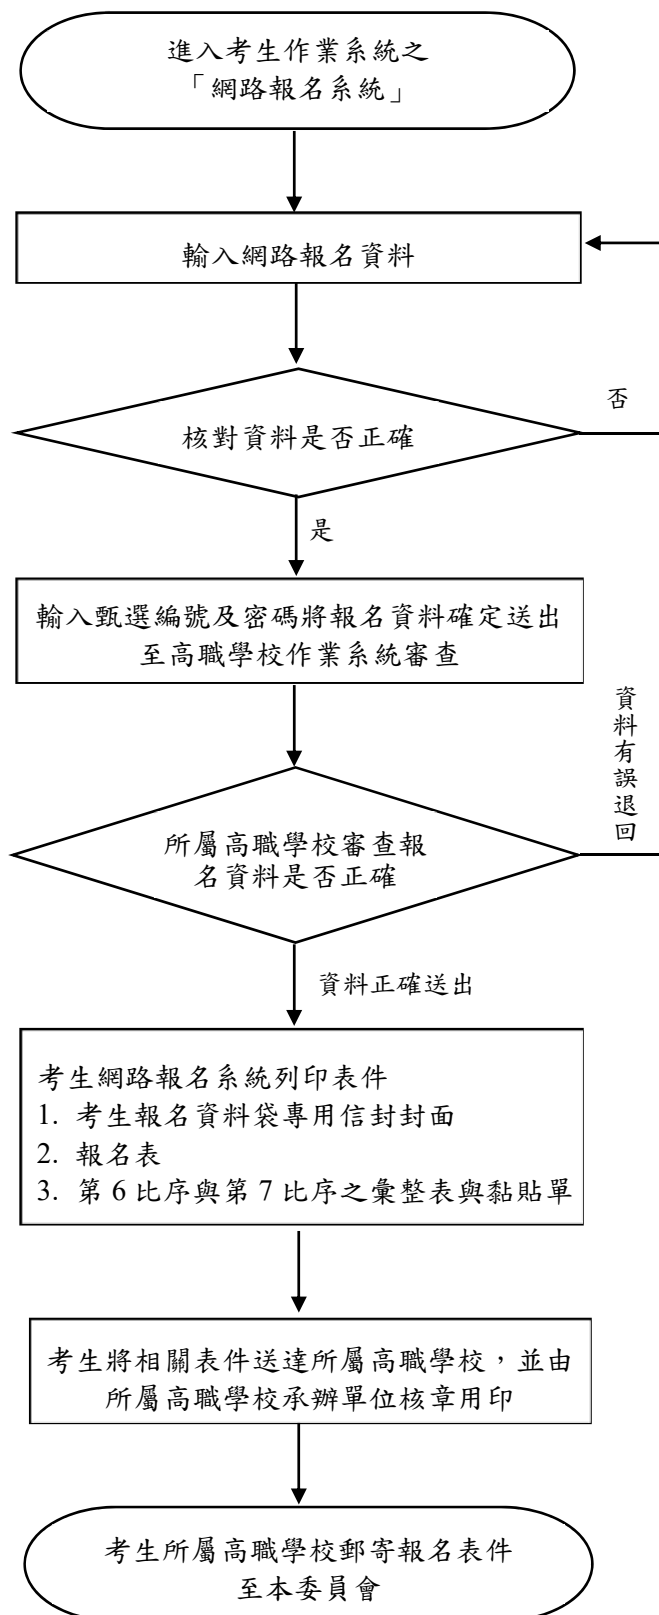 進入考生作業系統之
「網路報名系統」
輸入網路報名資料
核對資料是否正確
否
是
輸入甄選編號及密碼將報名資料確定送出
至高職學校作業系統審查
資料有誤退回
所屬高職學校審查報
名資料是否正確
資料正確送出
考生網路報名系統列印表件
1. 考生報名資料袋專用信封封面
2. 報名表
3. 第 6 比序與第 7 比序之彙整表與黏貼單
考生將相關表件送達所屬高職學校，並由
所屬高職學校承辦單位核章用印
考生所屬高職學校郵寄報名表件
至本委員會